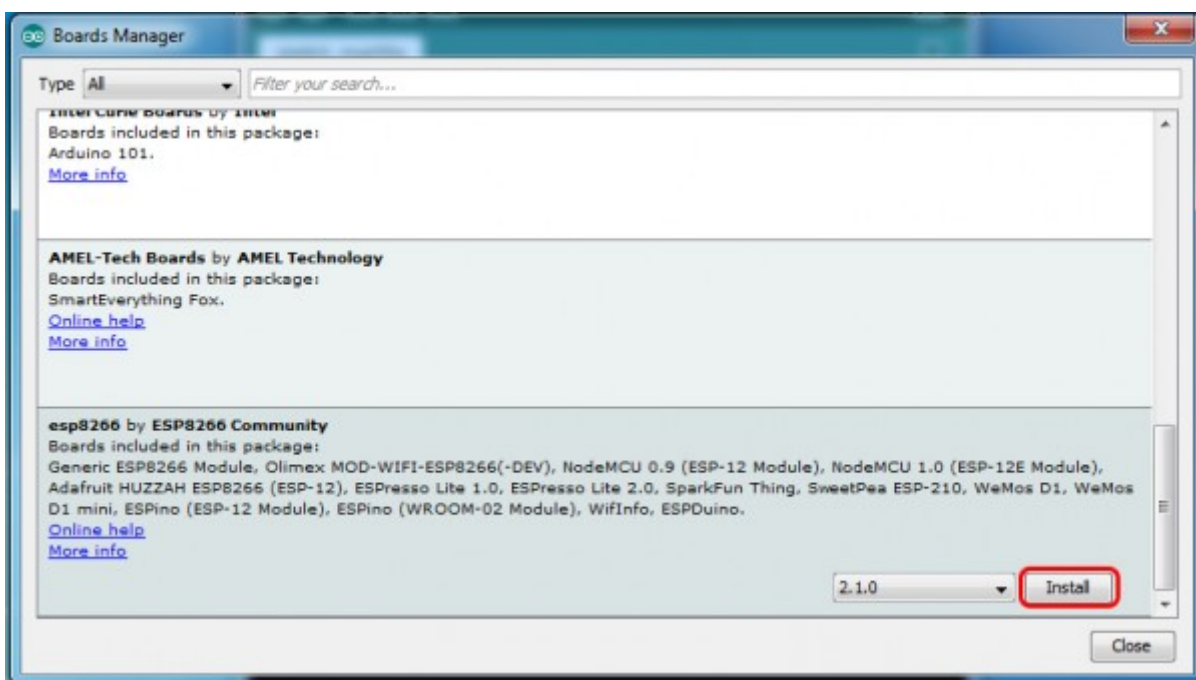 Boards Manager
Type All Filter your search...
Intel Curie Boards by Intel
Boards included in this package:
Arduino 101.
More info
AMEL-Tech Boards by AMEL Technology
Boards included in this package:
SmartEverything Fox.
Online help
More info
esp8266 by ESP8266 Community
Boards included in this package:
Generic ESP8266 Module, Olimex MOD-WIFI-ESP8266(-DEV), NodeMCU 0.9 (ESP-12 Module), NodeMCU 1.0 (ESP-12E Module),
Adafruit HUZZAH ESP8266 (ESP-12), ESPresso Lite 1.0, ESPresso Lite 2.0, SparkFun Thing, SweetPea ESP-210, WeMos D1, WeMos
D1 mini, ESPino (ESP-12 Module), ESPino (WROOM-02 Module), WifInfo, ESPDuino.
Online help
More info
2.1.0 Install
Close